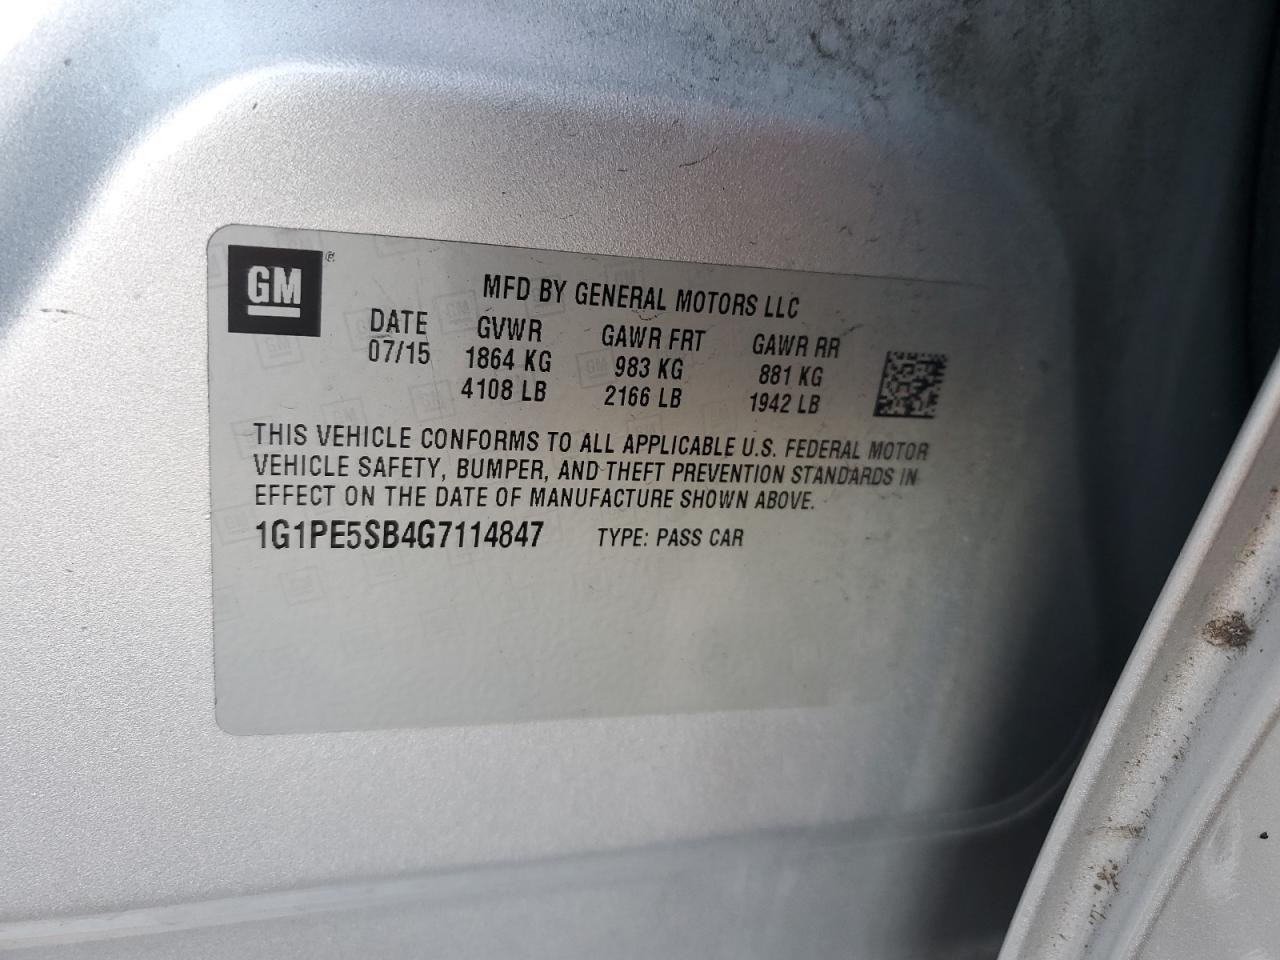 GM ®
MFD BY GENERAL MOTORS LLC
DATE GVWR GAWR FRT GAWR RR
07/15 1864 KG 983 KG 881 KG
4108 LB 2166 LB 1942 LB
THIS VEHICLE CONFORMS TO ALL APPLICABLE U.S. FEDERAL MOTOR
VEHICLE SAFETY, BUMPER, AND THEFT PREVENTION STANDARDS IN
EFFECT ON THE DATE OF MANUFACTURE SHOWN ABOVE.
1G1PE5SB4G7114847 TYPE: PASS CAR